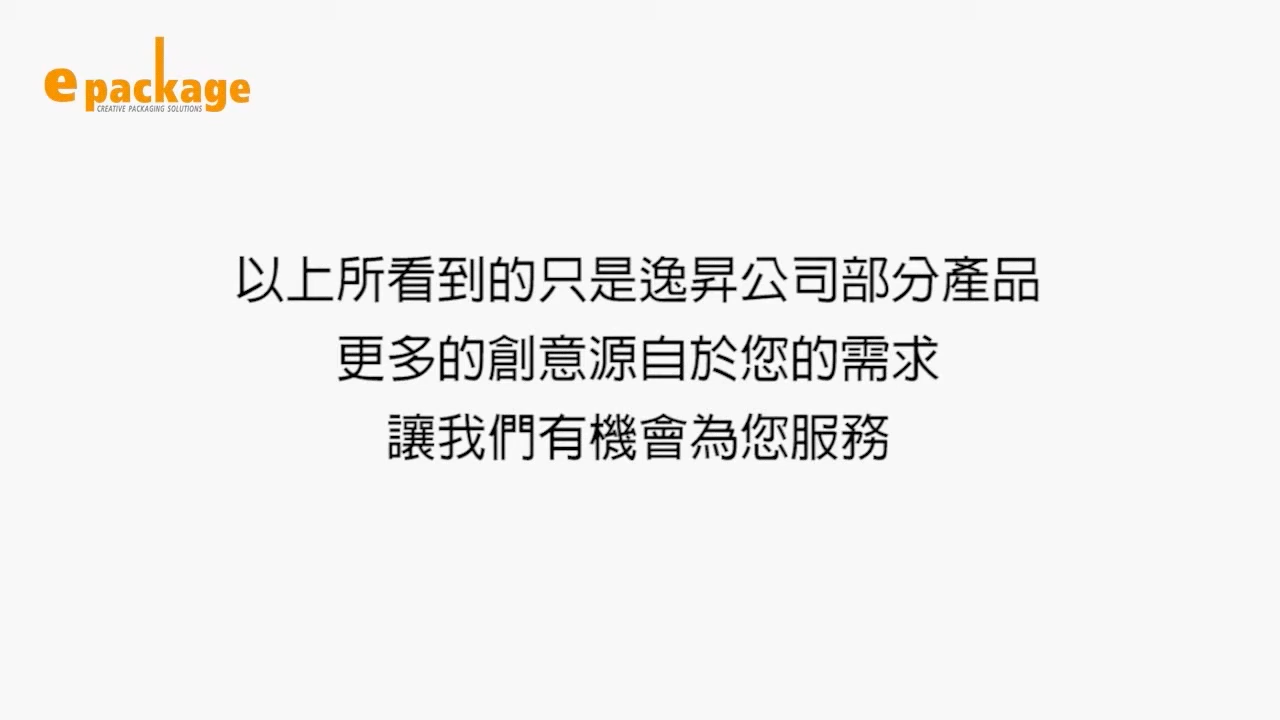 epackage
CREATIVE PACKAGING SOLUTIONS
以上所看到的只是逸昇公司部分產品
更多的創意源自於您的需求
讓我們有機會為您服務